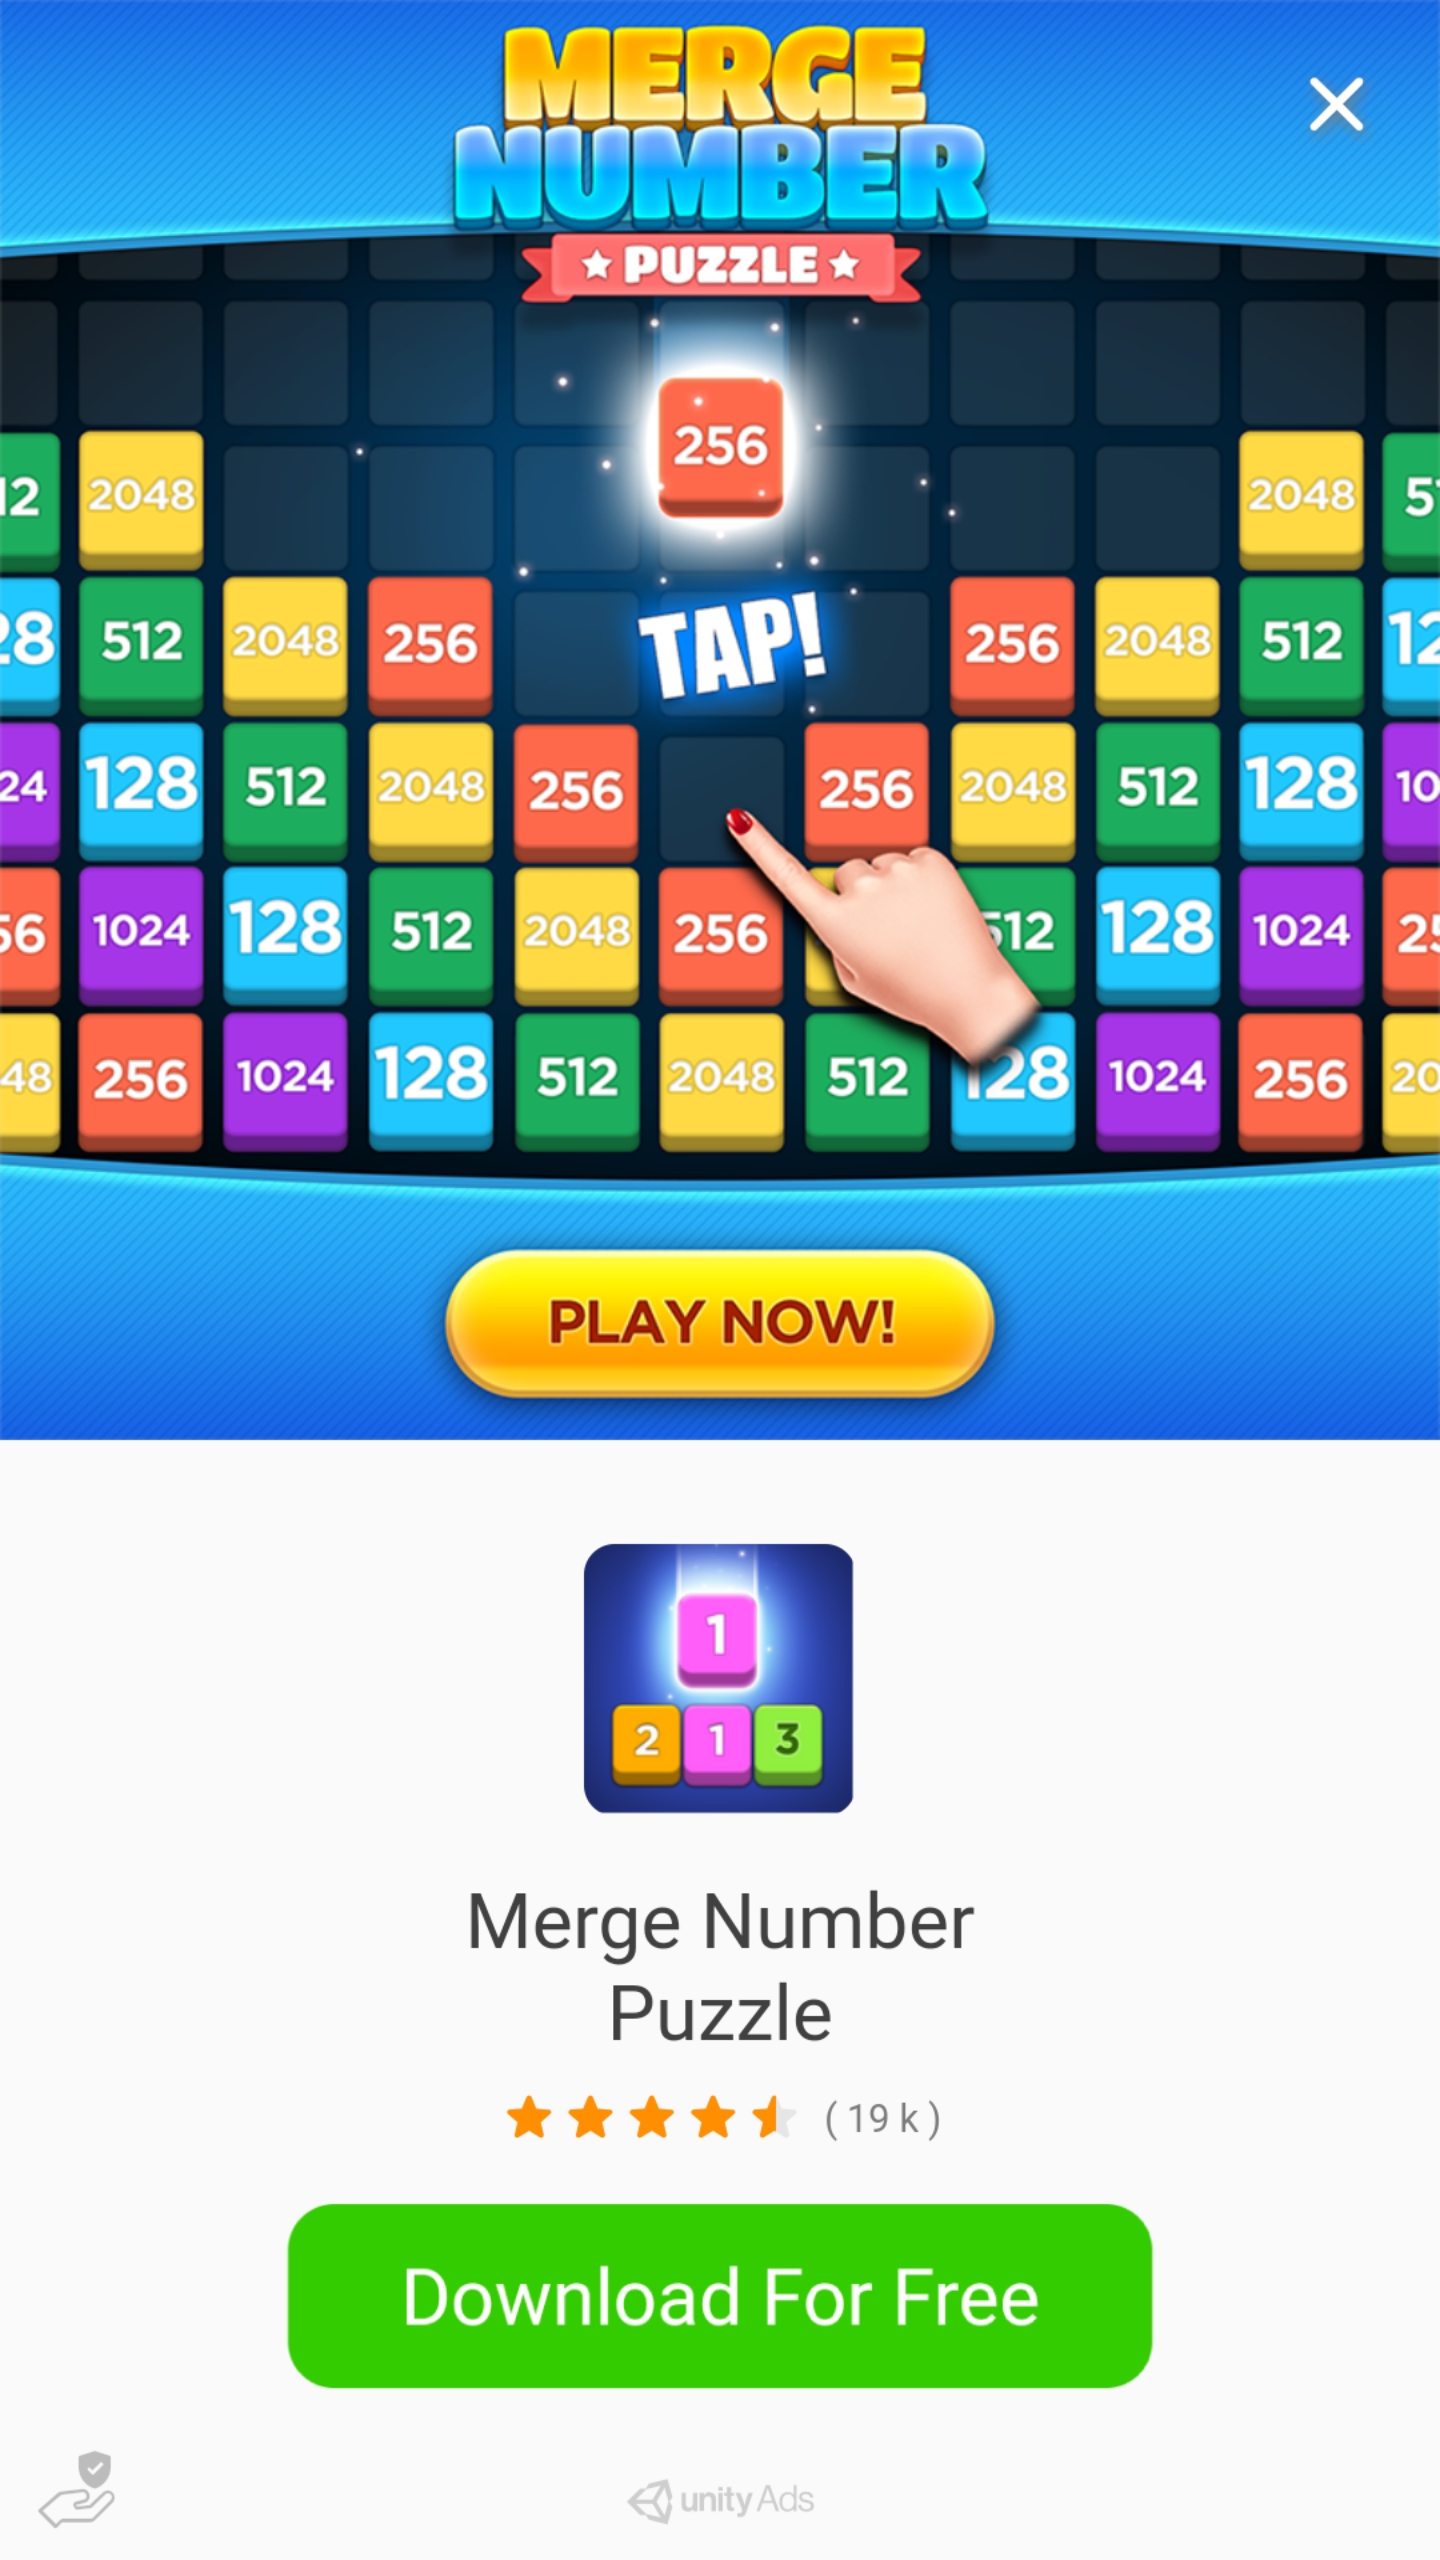 MERGE
NUMBER
PUZZLE
256
12 2048 2048 5
28 512 2048 256 TAP! 256 2048 512 12
24 128 512 2048 256 256 2048 512 128 10
56 1024 128 512 2048 256 512 128 1024 25
48 256 1024 128 512 2048 512 128 1024 256 20
PLAY NOW!
1
2 1 3
Merge Number
Puzzle
( 19 k )
Download For Free
unity Ads